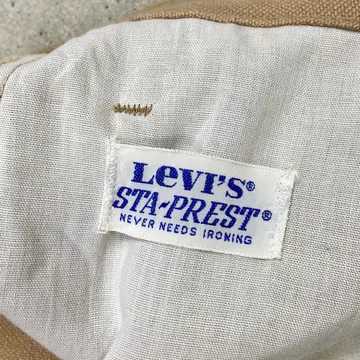 LEVI'S®
STA-PREST®
NEVER NEEDS IRONING